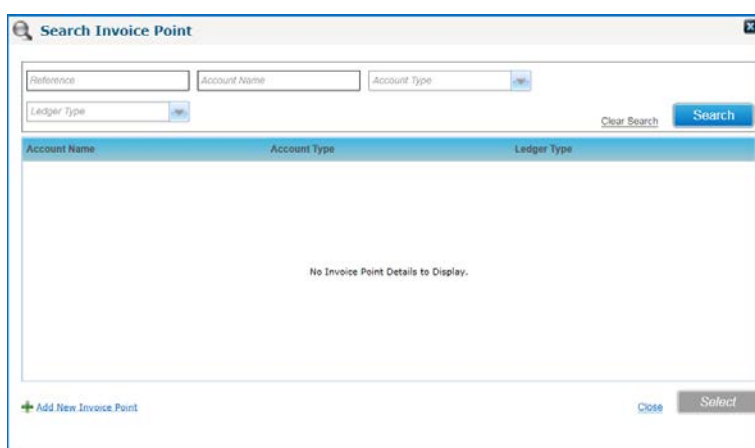 Search Invoice Point
Reference Account Name Account Type
Ledger Type
Clear Search Search
Account Name Account Type Ledger Type
No Invoice Point Details to Display.
Add New Invoice Point Close Select